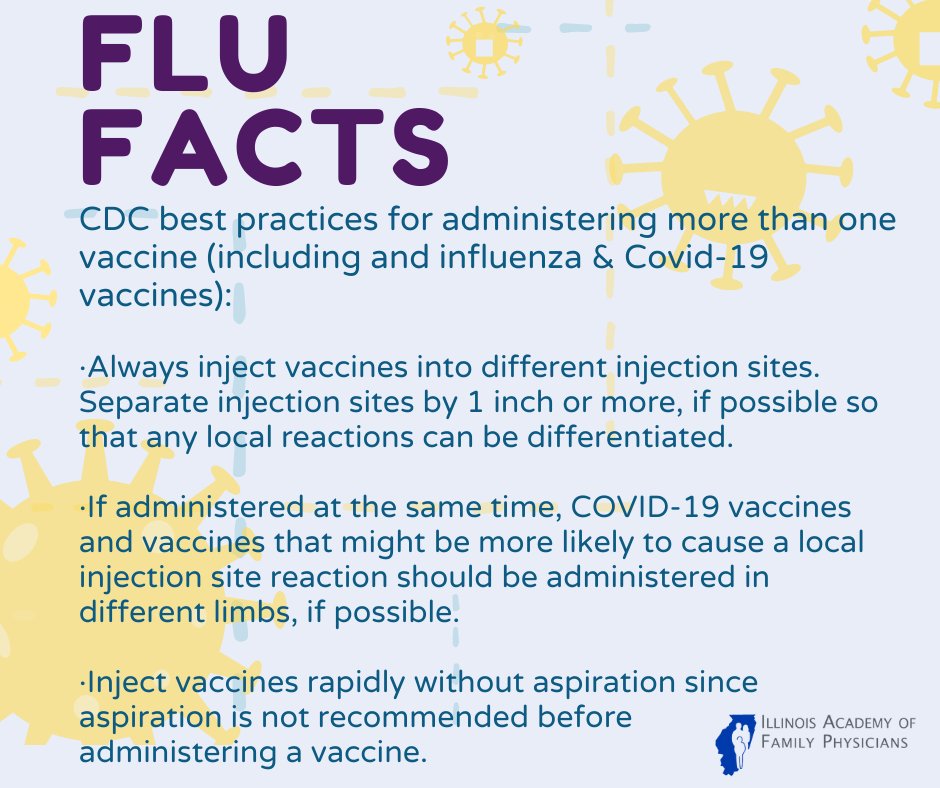 FLU
FACTS
CDC best practices for administering more than one
vaccine (including and influenza & Covid-19
vaccines):
·Always inject vaccines into different injection sites.
Separate injection sites by 1 inch or more, if possible so
that any local reactions can be differentiated.
·If administered at the same time, COVID-19 vaccines
and vaccines that might be more likely to cause a local
injection site reaction should be administered in
different limbs, if possible.
·Inject vaccines rapidly without aspiration since
aspiration is not recommended before
administering a vaccine.
ILLINOIS ACADEMY OF
FAMILY PHYSICIANS